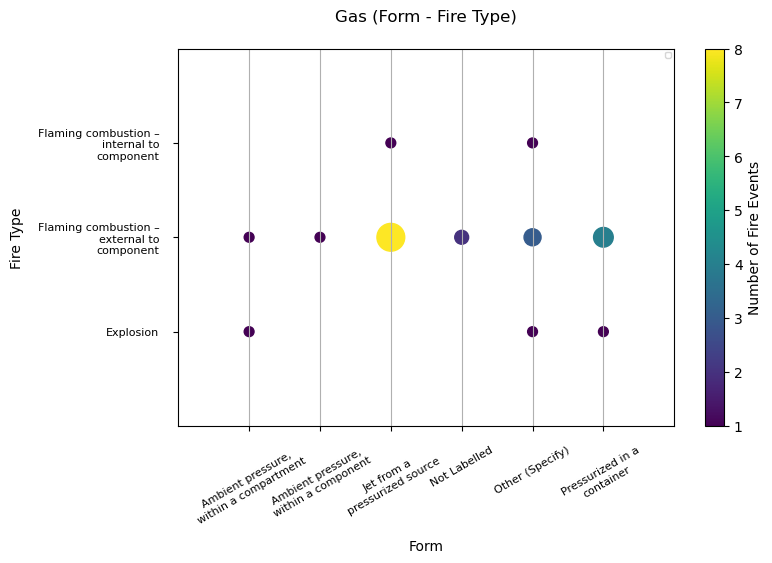 Gas (Form - Fire Type)
Fire Type
Flaming combustion –
internal to
component
Flaming combustion –
external to
component
Explosion
Ambient pressure,
within a compartment
Ambient pressure,
within a component
Jet from a
pressurized source
Not Labelled
Other (Specify)
Pressurized in a
container
Form
8
7
6
5
4
3
2
1
Number of Fire Events